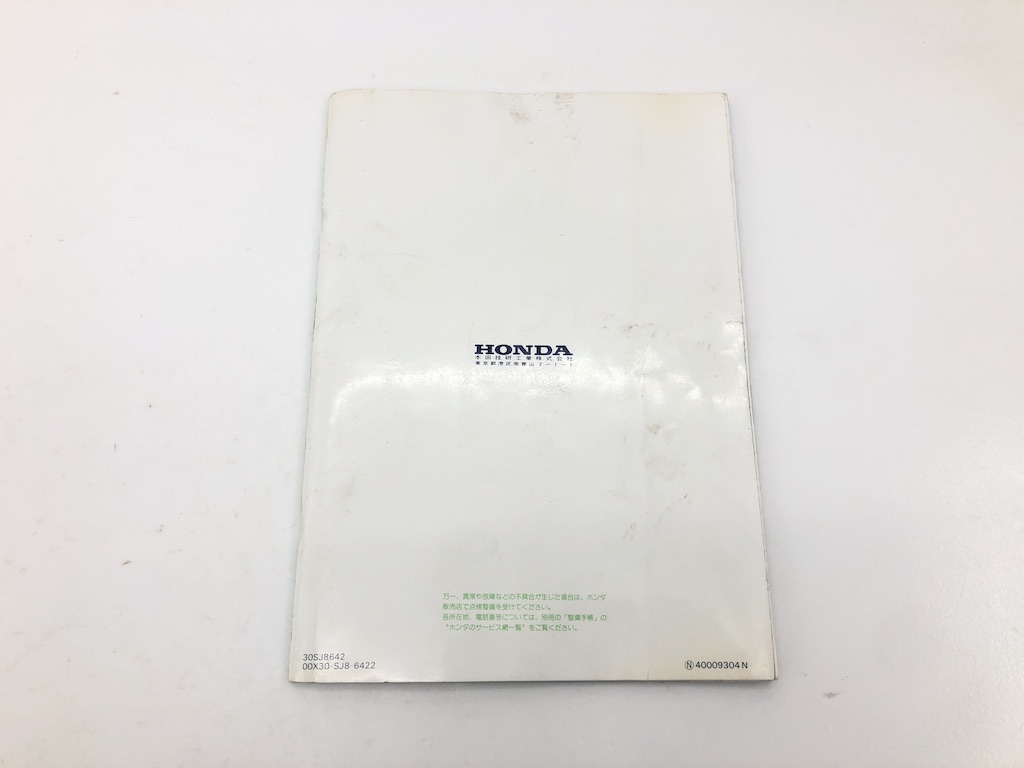 HONDA
本田技研工業株式会社
東京都港区南青山2-1-1
万一、異常や故障などの不具合が生じた場合は、ホンダ
販売店で点検整備を受けてください。
各所在地、電話番号については、別冊の「整備手帳」の
"ホンダのサービス網一覧"をご覧ください。
30SJ8642
00X30-SJ8-6422
Ⓝ40009304N